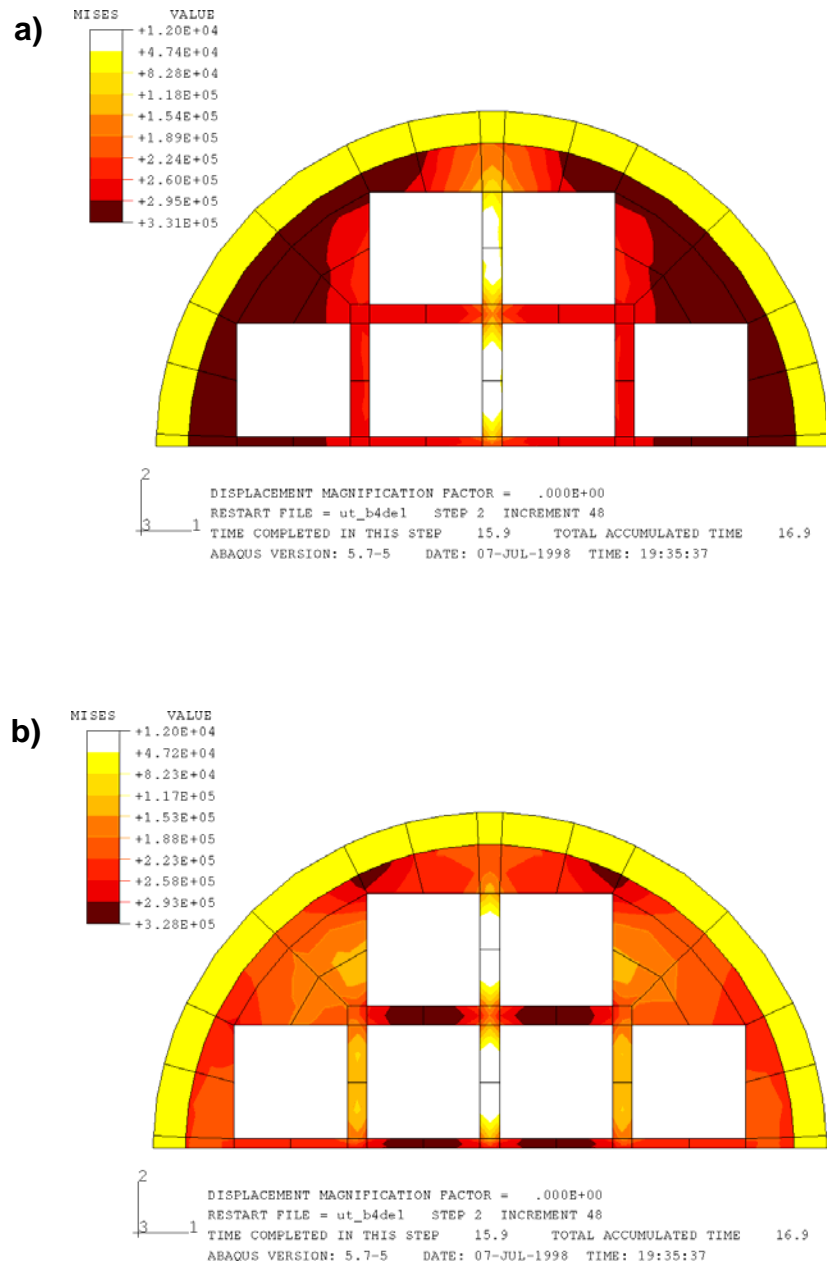 a)
MISES VALUE
+1.20E+04
+4.74E+04
+8.28E+04
+1.18E+05
+1.54E+05
+1.89E+05
+2.24E+05
+2.60E+05
+2.95E+05
+3.31E+05
2
3 1
DISPLACEMENT MAGNIFICATION FACTOR = .000E+00
RESTART FILE = ut_b4del STEP 2 INCREMENT 48
TIME COMPLETED IN THIS STEP 15.9 TOTAL ACCUMULATED TIME 16.9
ABAQUS VERSION: 5.7-5 DATE: 07-JUL-1998 TIME: 19:35:37
b)
MISES VALUE
+1.20E+04
+4.72E+04
+8.23E+04
+1.17E+05
+1.53E+05
+1.88E+05
+2.23E+05
+2.58E+05
+2.93E+05
+3.28E+05
2
3 1
DISPLACEMENT MAGNIFICATION FACTOR = .000E+00
RESTART FILE = ut_b4del STEP 2 INCREMENT 48
TIME COMPLETED IN THIS STEP 15.9 TOTAL ACCUMULATED TIME 16.9
ABAQUS VERSION: 5.7-5 DATE: 07-JUL-1998 TIME: 19:35:37